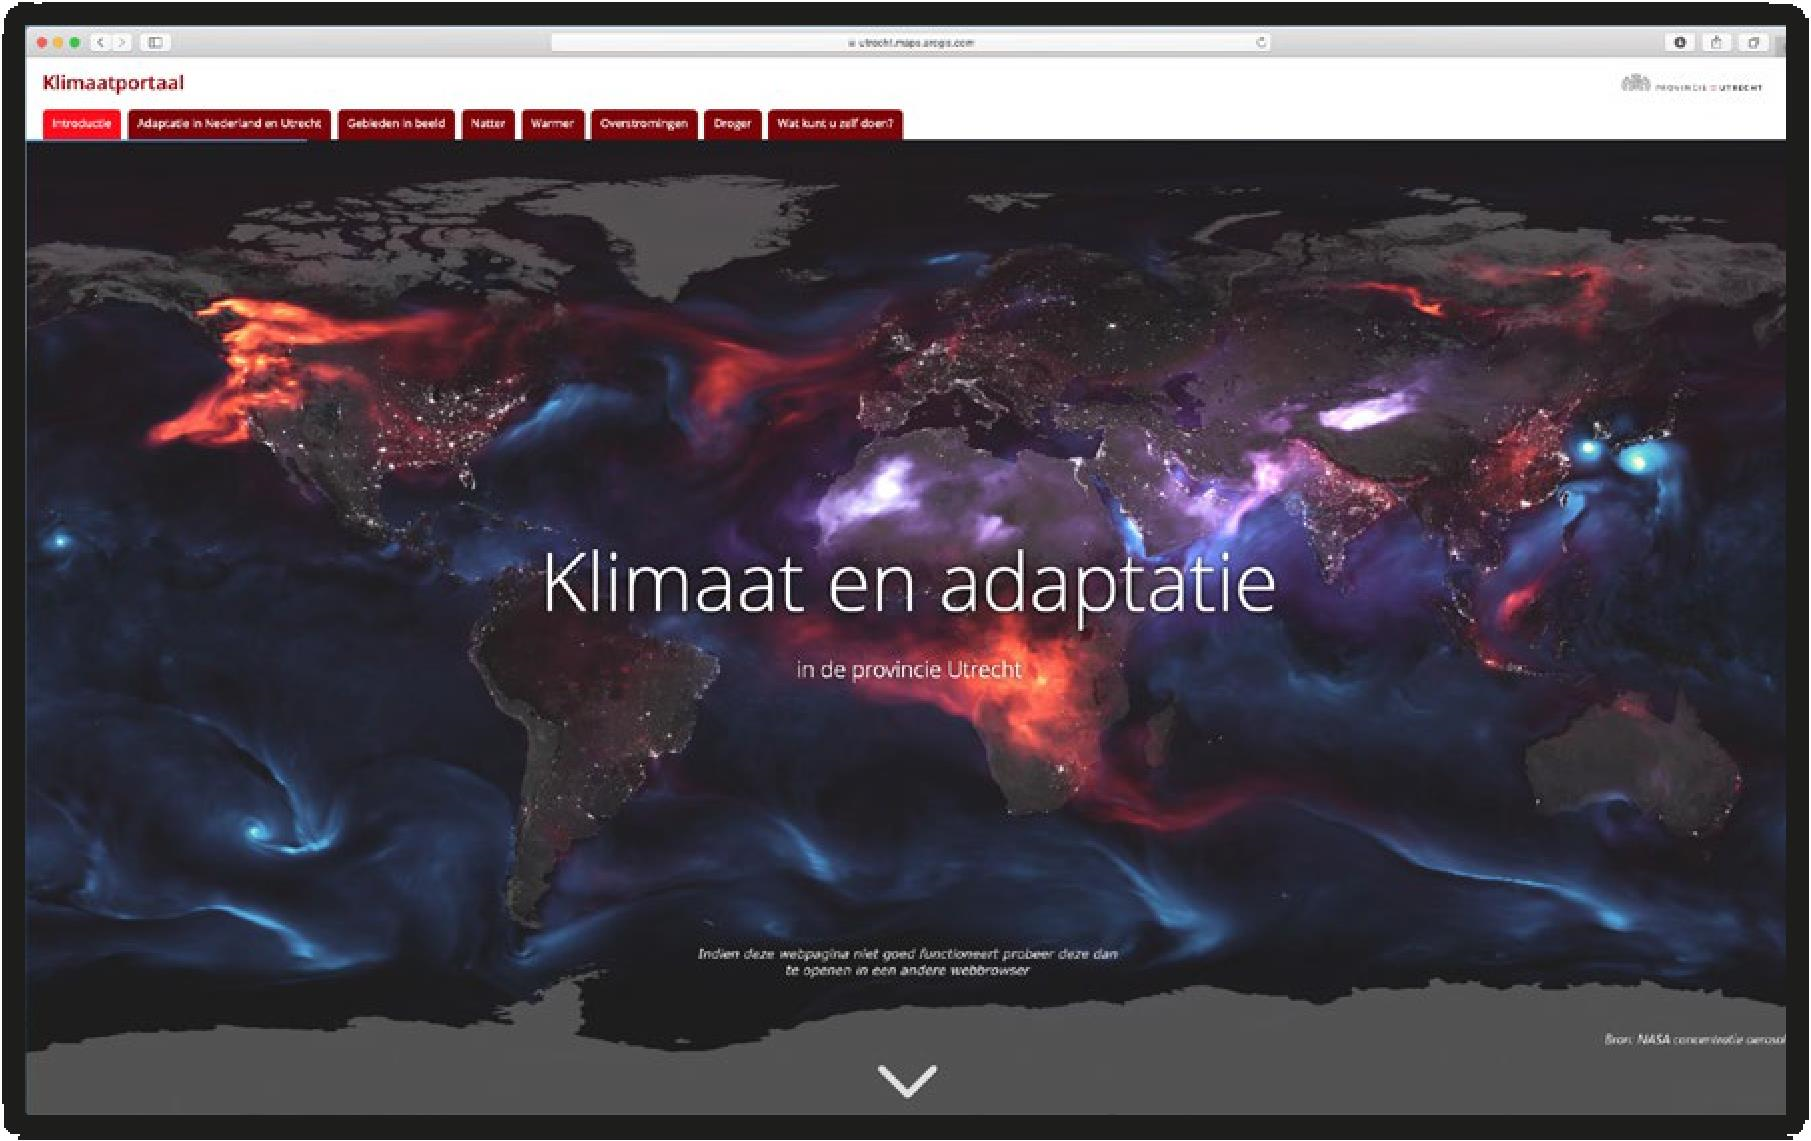 utrecht.maps.arcgis.com
Klimaatportaal
PROVINCIE UTRECHT
Introductie
Adaptatie in Nederland en Utrecht
Gebieden in beeld
Natter
Warmer
Overstromingen
Droger
Wat kunt u zelf doen?
Klimaat en adaptatie
in de provincie Utrecht
Indien deze webpagina niet goed functioneert probeer deze dan
te openen in een andere webbrowser
Bron: NASA concentratie aerosol